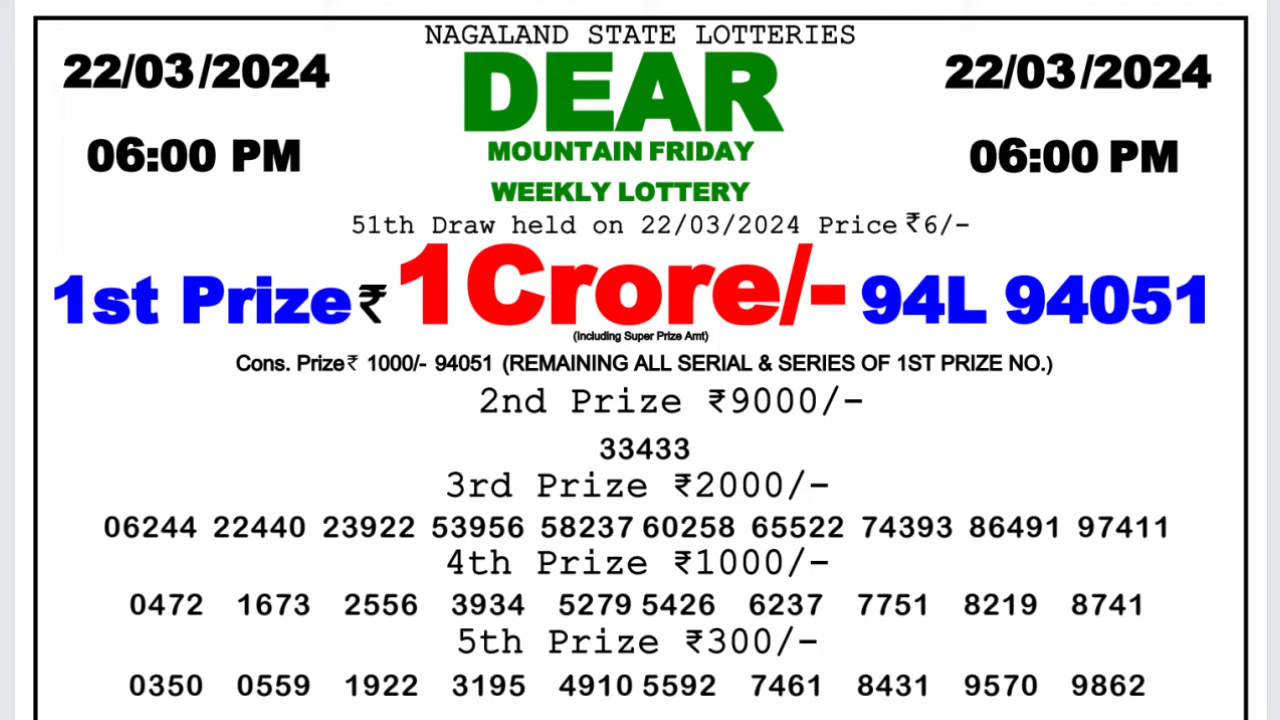 NAGALAND STATE LOTTERIES
22/03/2024 DEAR 22/03/2024
06:00 PM MOUNTAIN FRIDAY 06:00 PM
WEEKLY LOTTERY
51th Draw held on 22/03/2024 Price ₹6/-
1st Prize ₹ 1Crore/- 94L 94051
(Including Super Prize Amt)
Cons. Prize ₹ 1000/- 94051 (REMAINING ALL SERIAL & SERIES OF 1ST PRIZE NO.)
2nd Prize ₹9000/-
33433
3rd Prize ₹2000/-
06244 22440 23922 53956 58237 60258 65522 74393 86491 97411
4th Prize ₹1000/-
0472 1673 2556 3934 5279 5426 6237 7751 8219 8741
5th Prize ₹300/-
0350 0559 1922 3195 4910 5592 7461 8431 9570 9862